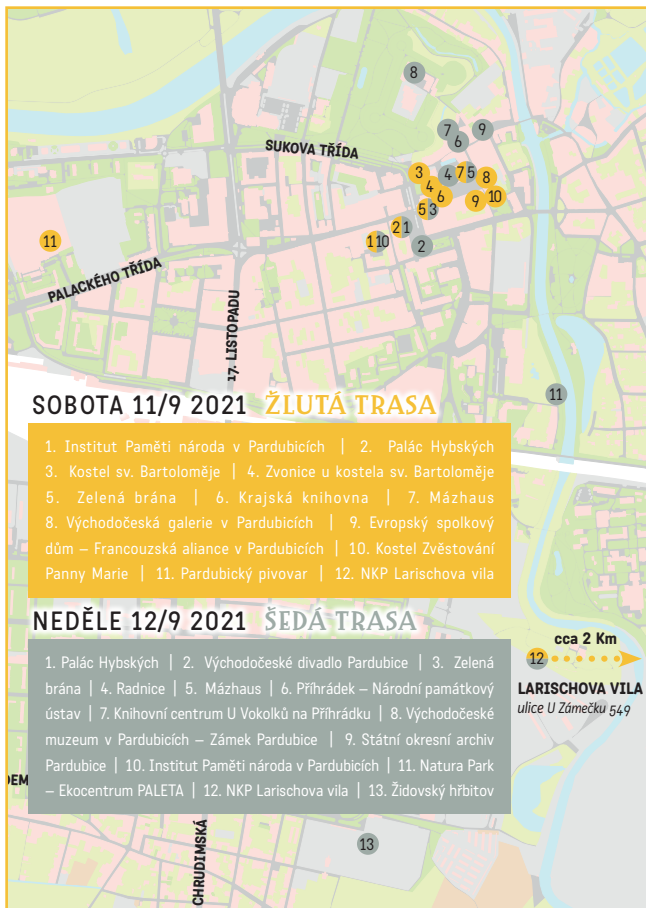 8
7
9
6
SUKOVA TŘÍDA
3
4
7
5
8
4
6
9
10
5
3
2
1
11
1
10
2
PALACKÉHO TŘÍDA
17. LISTOPADU
11
SOBOTA 11/9 2021 ŽLUTÁ TRASA
1. Institut Paměti národa v Pardubicích | 2. Palác Hybských
3. Kostel sv. Bartoloměje | 4. Zvonice u kostela sv. Bartoloměje
5. Zelená brána | 6. Krajská knihovna | 7. Mázhaus
8. Východočeská galerie v Pardubicích | 9. Evropský spolkový
dům – Francouzská aliance v Pardubicích | 10. Kostel Zvěstování
Panny Marie | 11. Pardubický pivovar | 12. NKP Larischova vila
NEDĚLE 12/9 2021 ŠEDÁ TRASA
1. Palác Hybských | 2. Východočeské divadlo Pardubice | 3. Zelená
brána | 4. Radnice | 5. Mázhaus | 6. Příhrádek – Národní památkový
ústav | 7. Knihovní centrum U Vokolků na Příhrádku | 8. Východočeské
muzeum v Pardubicích – Zámek Pardubice | 9. Státní okresní archiv
Pardubice | 10. Institut Paměti národa v Pardubicích | 11. Natura Park
– Ekocentrum PALETA | 12. NKP Larischova vila | 13. Židovský hřbitov
cca 2 Km
12
LARISCHOVA VILA
ulice U Zámečku 549
DEM
CHRUDIMSKÁ
13